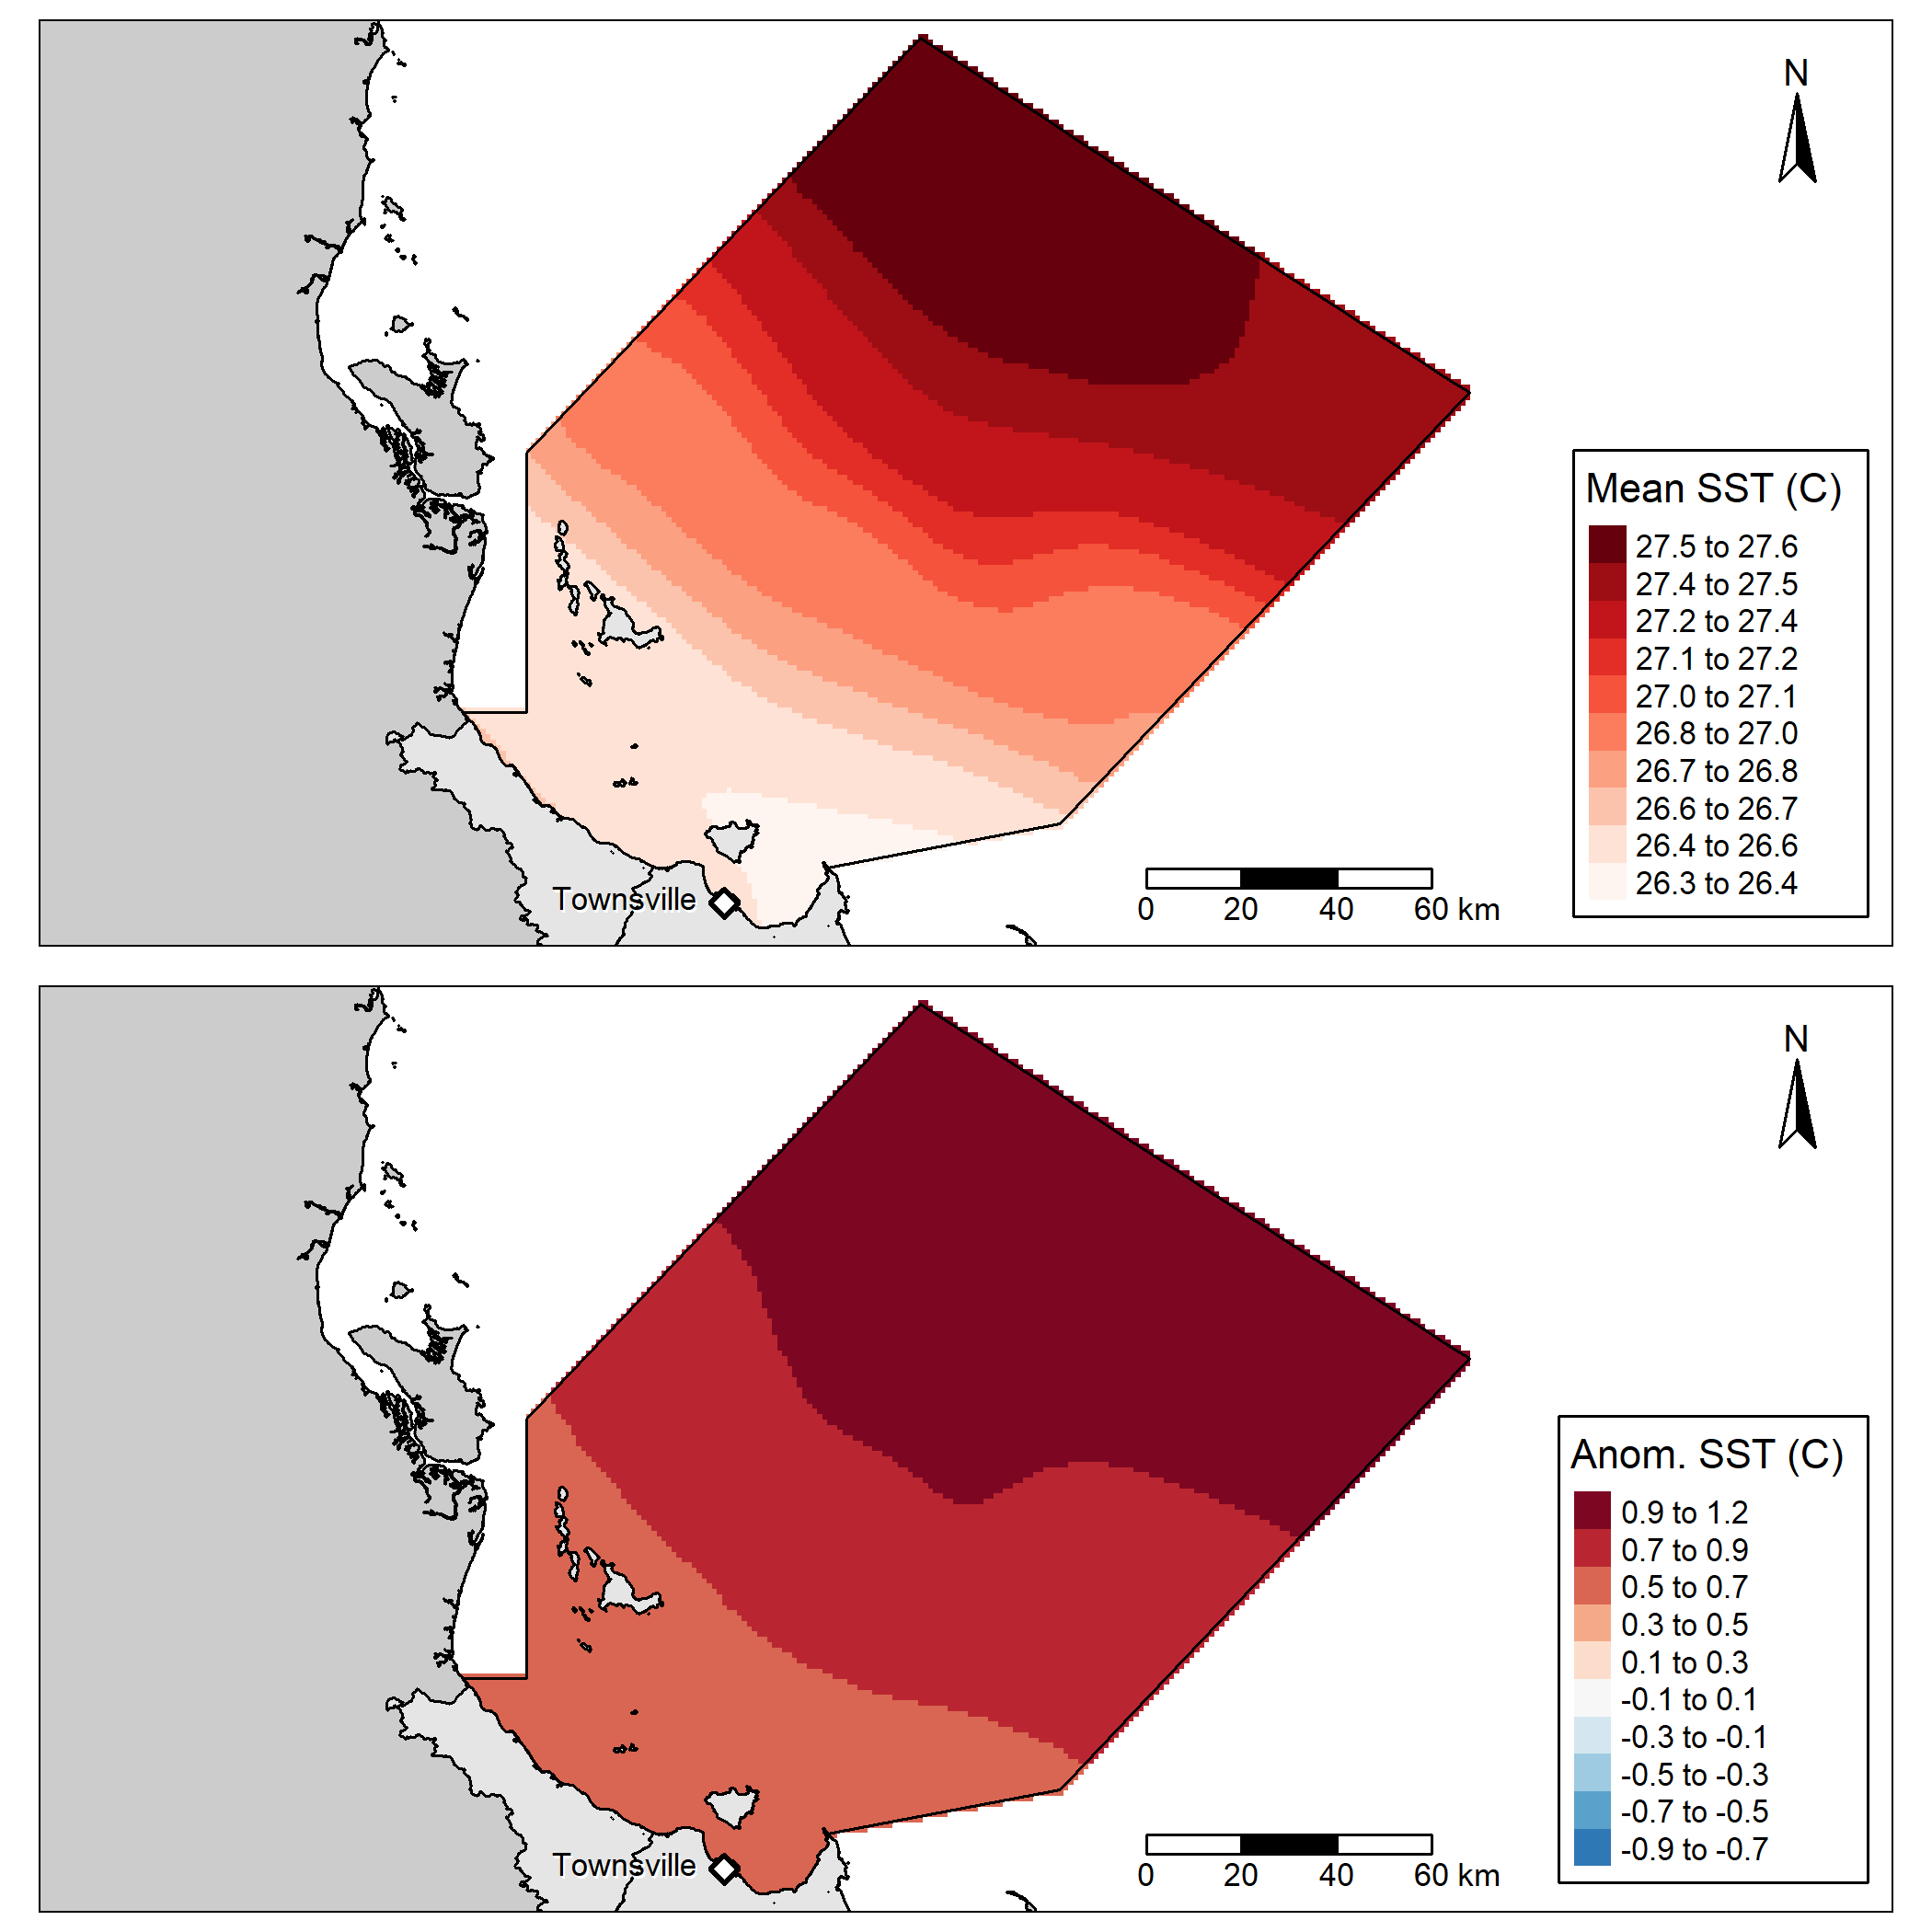 N
Mean SST (C)
27.5 to 27.6
27.4 to 27.5
27.2 to 27.4
27.1 to 27.2
27.0 to 27.1
26.8 to 27.0
26.7 to 26.8
26.6 to 26.7
26.4 to 26.6
26.3 to 26.4
Townsville
0 20 40 60 km
N
Anom. SST (C)
0.9 to 1.2
0.7 to 0.9
0.5 to 0.7
0.3 to 0.5
0.1 to 0.3
-0.1 to 0.1
-0.3 to -0.1
-0.5 to -0.3
-0.7 to -0.5
-0.9 to -0.7
Townsville
0 20 40 60 km